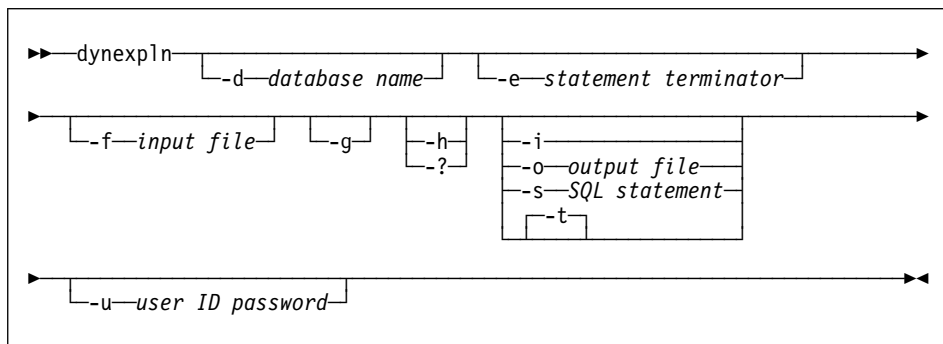 dynexpln
-d database name
-e statement terminator
-f input file
-g
-h
-?
-i
-o output file
-s SQL statement
-t
-u user ID password